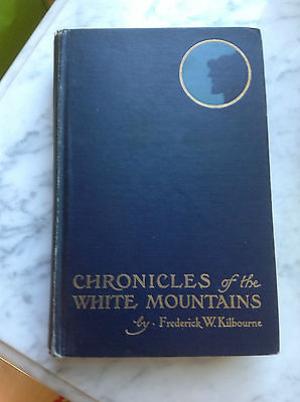 CHRONICLES of the
WHITE MOUNTAINS
by Frederick W. Kilbourne